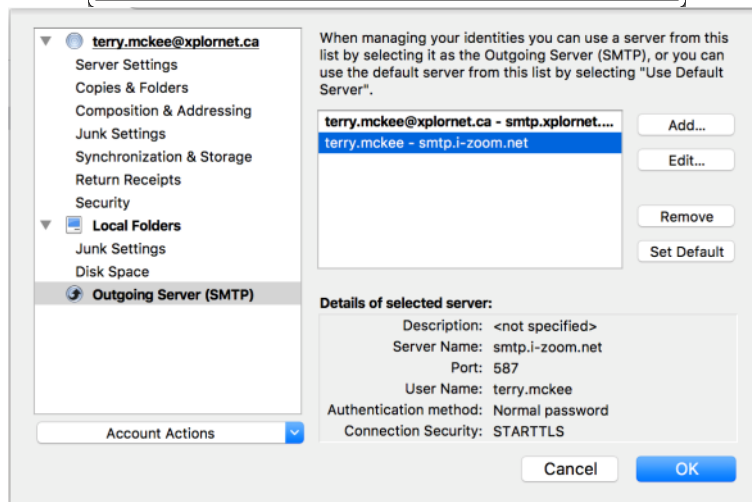 terry.mckee@xplornet.ca
Server Settings
Copies & Folders
Composition & Addressing
Junk Settings
Synchronization & Storage
Return Receipts
Security
Local Folders
Junk Settings
Disk Space
Outgoing Server (SMTP)
Account Actions
When managing your identities you can use a server from this
list by selecting it as the Outgoing Server (SMTP), or you can
use the default server from this list by selecting "Use Default
Server".
terry.mckee@xplornet.ca - smtp.xplornet....
terry.mckee - smtp.i-zoom.net
Add...
Edit...
Remove
Set Default
Details of selected server:
Description: <not specified>
Server Name: smtp.i-zoom.net
Port: 587
User Name: terry.mckee
Authentication method: Normal password
Connection Security: STARTTLS
Cancel
OK